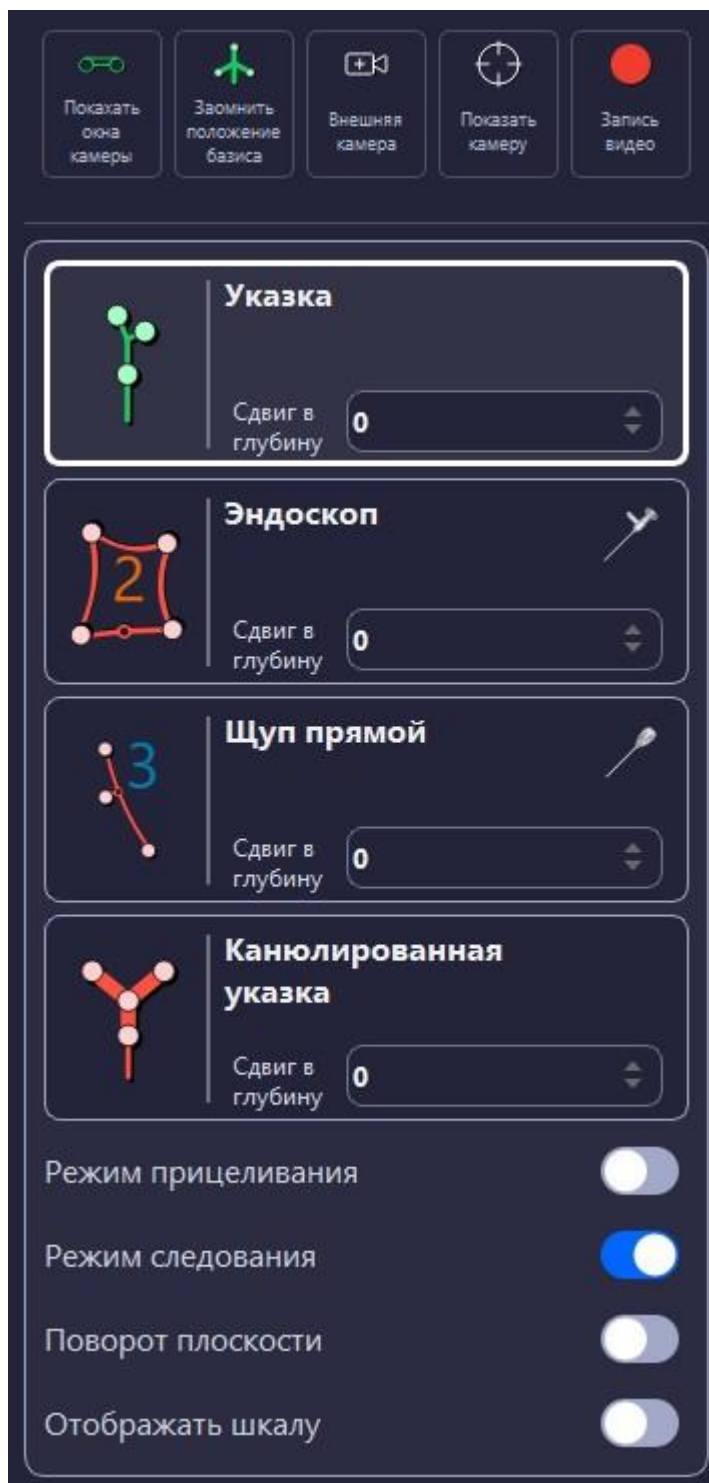 Покахать
окна
камеры
Заомнить
положение
базиса
Внешняя
камера
Показать
камеру
Запись
видео
Указка
Сдвиг в
глубину
0
2
Эндоскоп
Сдвиг в
глубину
0
3
Щуп прямой
Сдвиг в
глубину
0
Канюлированная
указка
Сдвиг в
глубину
0
Режим прицеливания
Режим следования
Поворот плоскости
Отображать шкалу